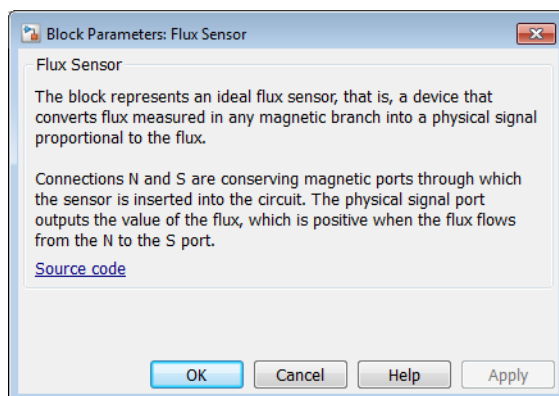 Block Parameters: Flux Sensor
Flux Sensor
The block represents an ideal flux sensor, that is, a device that
converts flux measured in any magnetic branch into a physical signal
proportional to the flux.
Connections N and S are conserving magnetic ports through which
the sensor is inserted into the circuit. The physical signal port
outputs the value of the flux, which is positive when the flux flows
from the N to the S port.
Source code
OK Cancel Help Apply